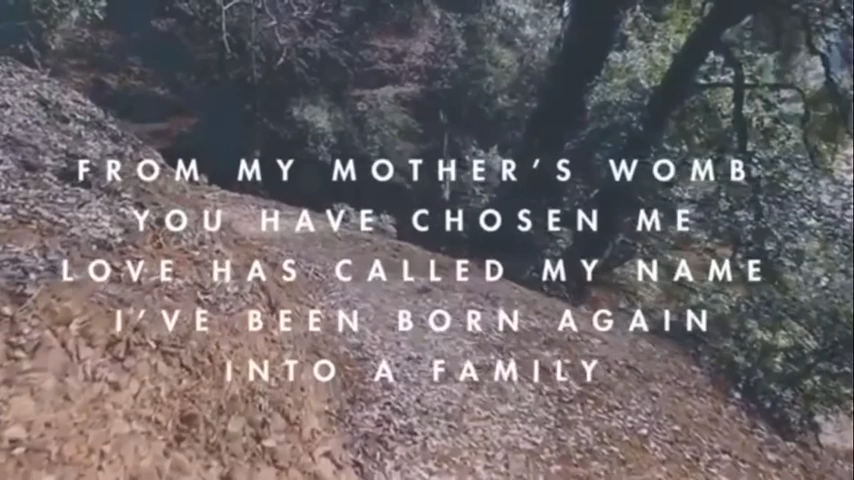 FROM MY MOTHER'S WOMB
YOU HAVE CHOSEN ME
LOVE HAS CALLED MY NAME
I'VE BEEN BORN AGAIN
INTO A FAMILY